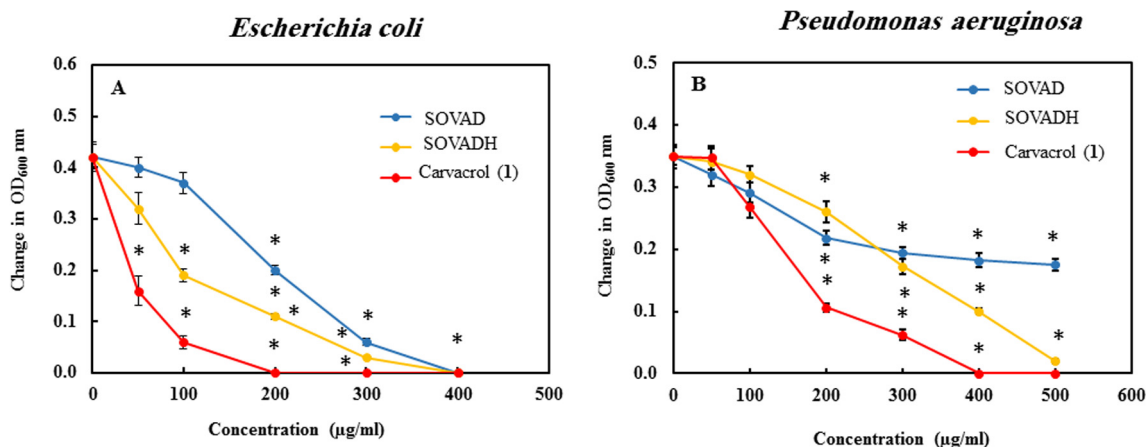 Escherichia coli
Pseudomonas aeruginosa
A
SOVAD
SOVADH
Carvacrol (1)
Change in OD600 nm
0.6
0.5
0.4
0.3
0.2
0.1
0.0
* * * * * * * * * * * *
0 100 200 300 400 500
Concentration (µg/ml)
B
SOVAD
SOVADH
Carvacrol (1)
Change in OD600 nm
0.5
0.4
0.3
0.2
0.1
0.0
* * * * * * * * * * *
0 100 200 300 400 500 600
Concentration (µg/ml)